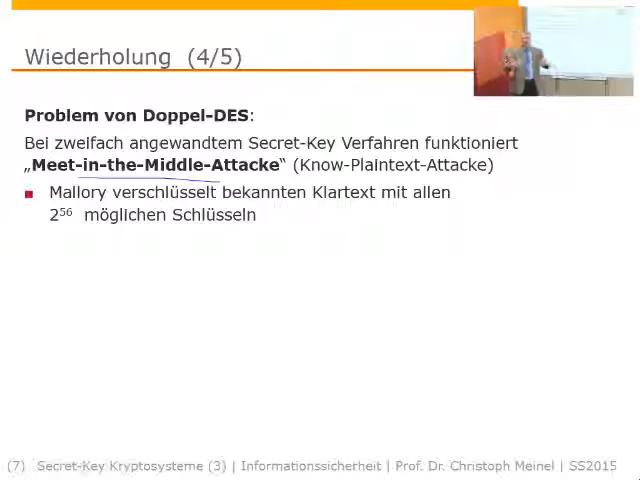 Wiederholung (4/5)
Problem von Doppel-DES:
Bei zweifach angewandtem Secret-Key Verfahren funktioniert
„Meet-in-the-Middle-Attacke“ (Know-Plaintext-Attacke)
Mallory verschlüsselt bekannten Klartext mit allen
2⁵⁶ möglichen Schlüsseln
(7) Secret-Key Kryptosysteme (3) | Informationssicherheit | Prof. Dr. Christoph Meinel | SS2015